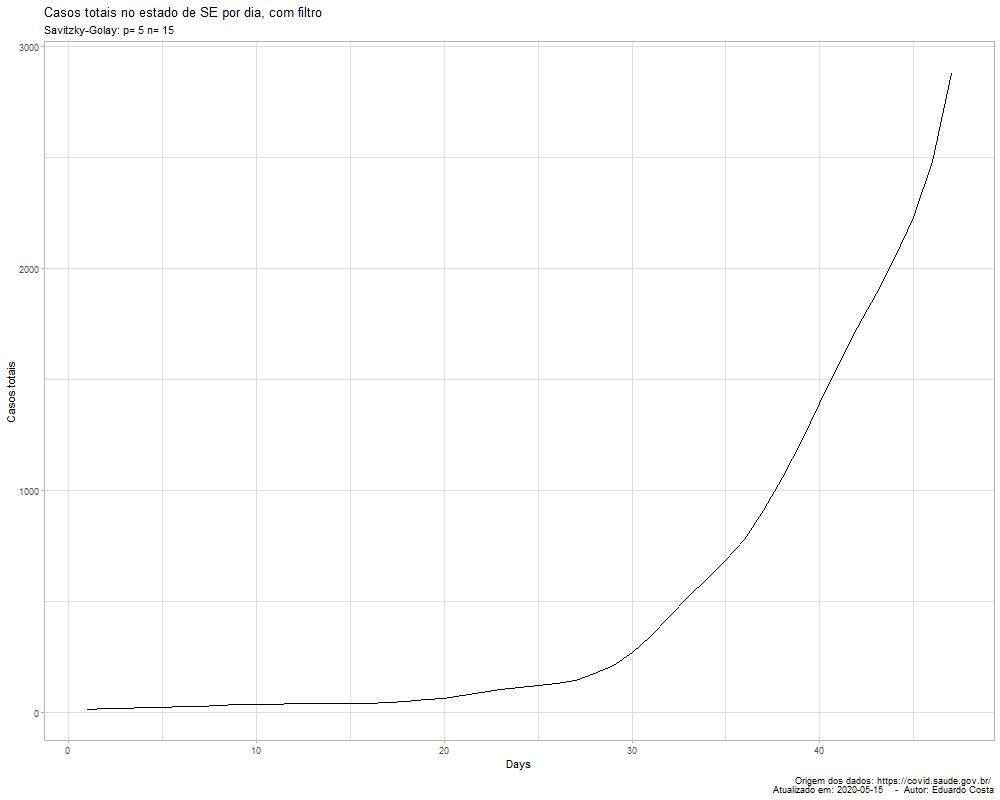 Casos totais no estado de SE por dia, com filtro
Savitzky-Golay: p= 5 n= 15
3000
2000
1000
0
Casos totais
0 10 20 30 40
Days
Origem dos dados: https://covid.saude.gov.br/
Atualizado em: 2020-05-15 - Autor: Eduardo Costa